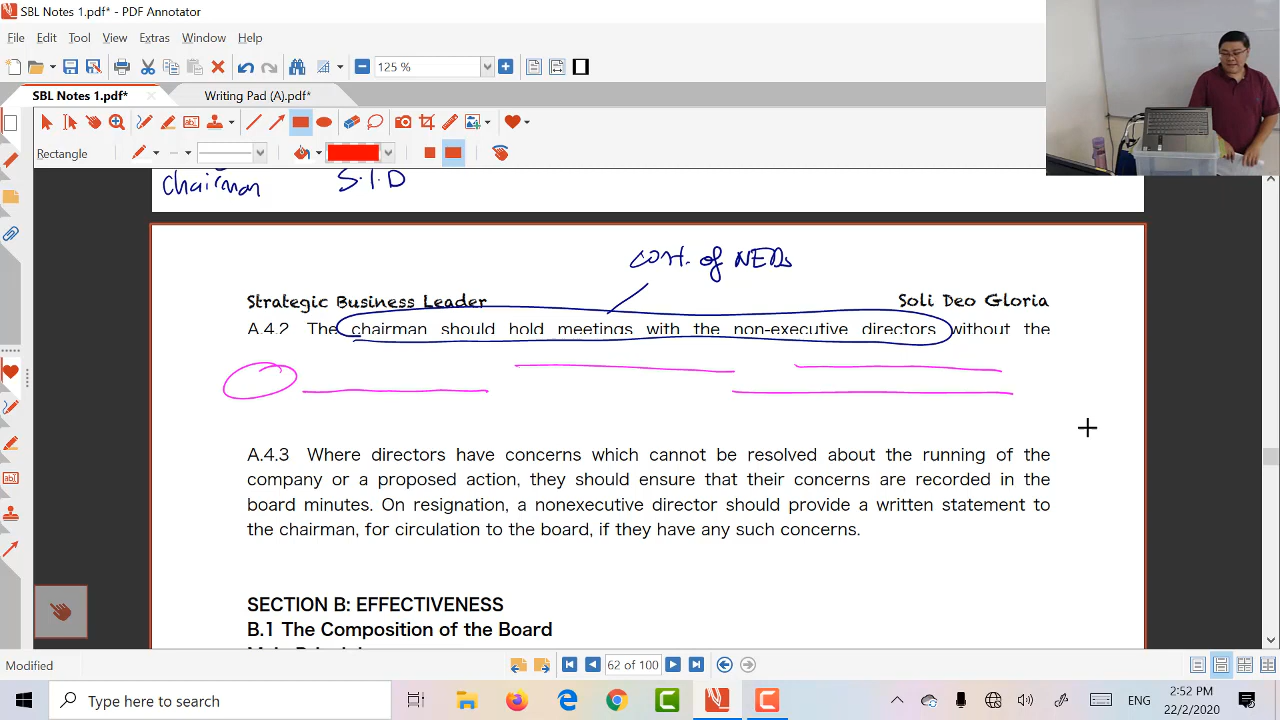 SBL Notes 1.pdf* - PDF Annotator
File Edit Tool View Extras Window Help
125 %
SBL Notes 1.pdf* Writing Pad (A).pdf*
Rectangle
Chairman S.I.D
of NEDs
Strategic Business Leader Soli Deo Gloria
A.4.2 The chairman should hold meetings with the non-executive directors without the
A.4.3 Where directors have concerns which cannot be resolved about the running of the
company or a proposed action, they should ensure that their concerns are recorded in the
board minutes. On resignation, a nonexecutive director should provide a written statement to
the chairman, for circulation to the board, if they have any such concerns.
SECTION B: EFFECTIVENESS
B.1 The Composition of the Board
Modified 62 of 100
Type here to search ENG 2:52 PM
22/2/2020